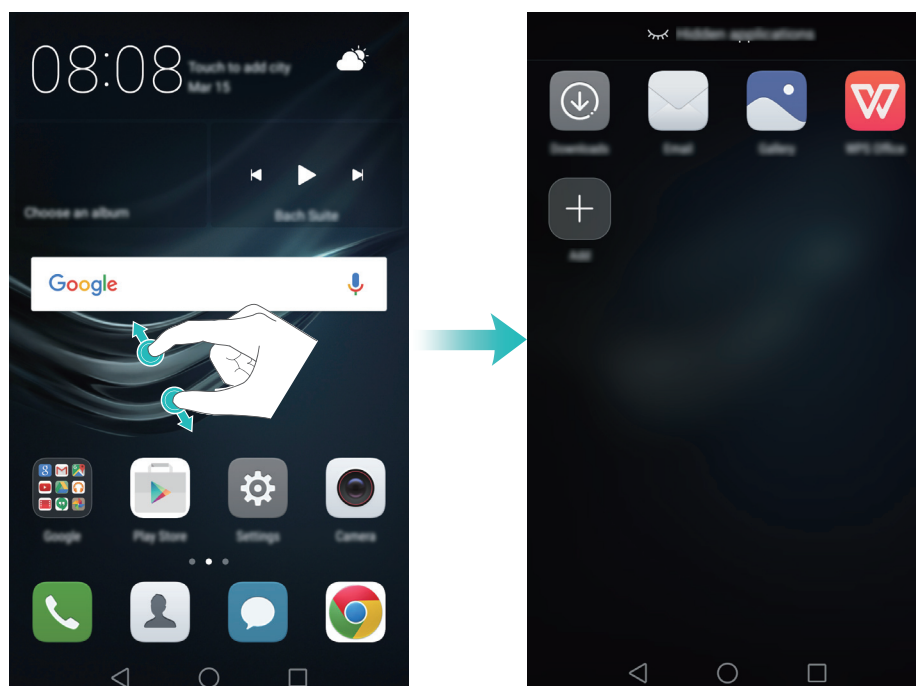 08:08
Touch to add city
Mar 15
Choose an album
Bach Suite
Google
Google
Play Store
Settings
Camera
Hidden applications
Downloads
Email
Gallery
WPS Office
Add